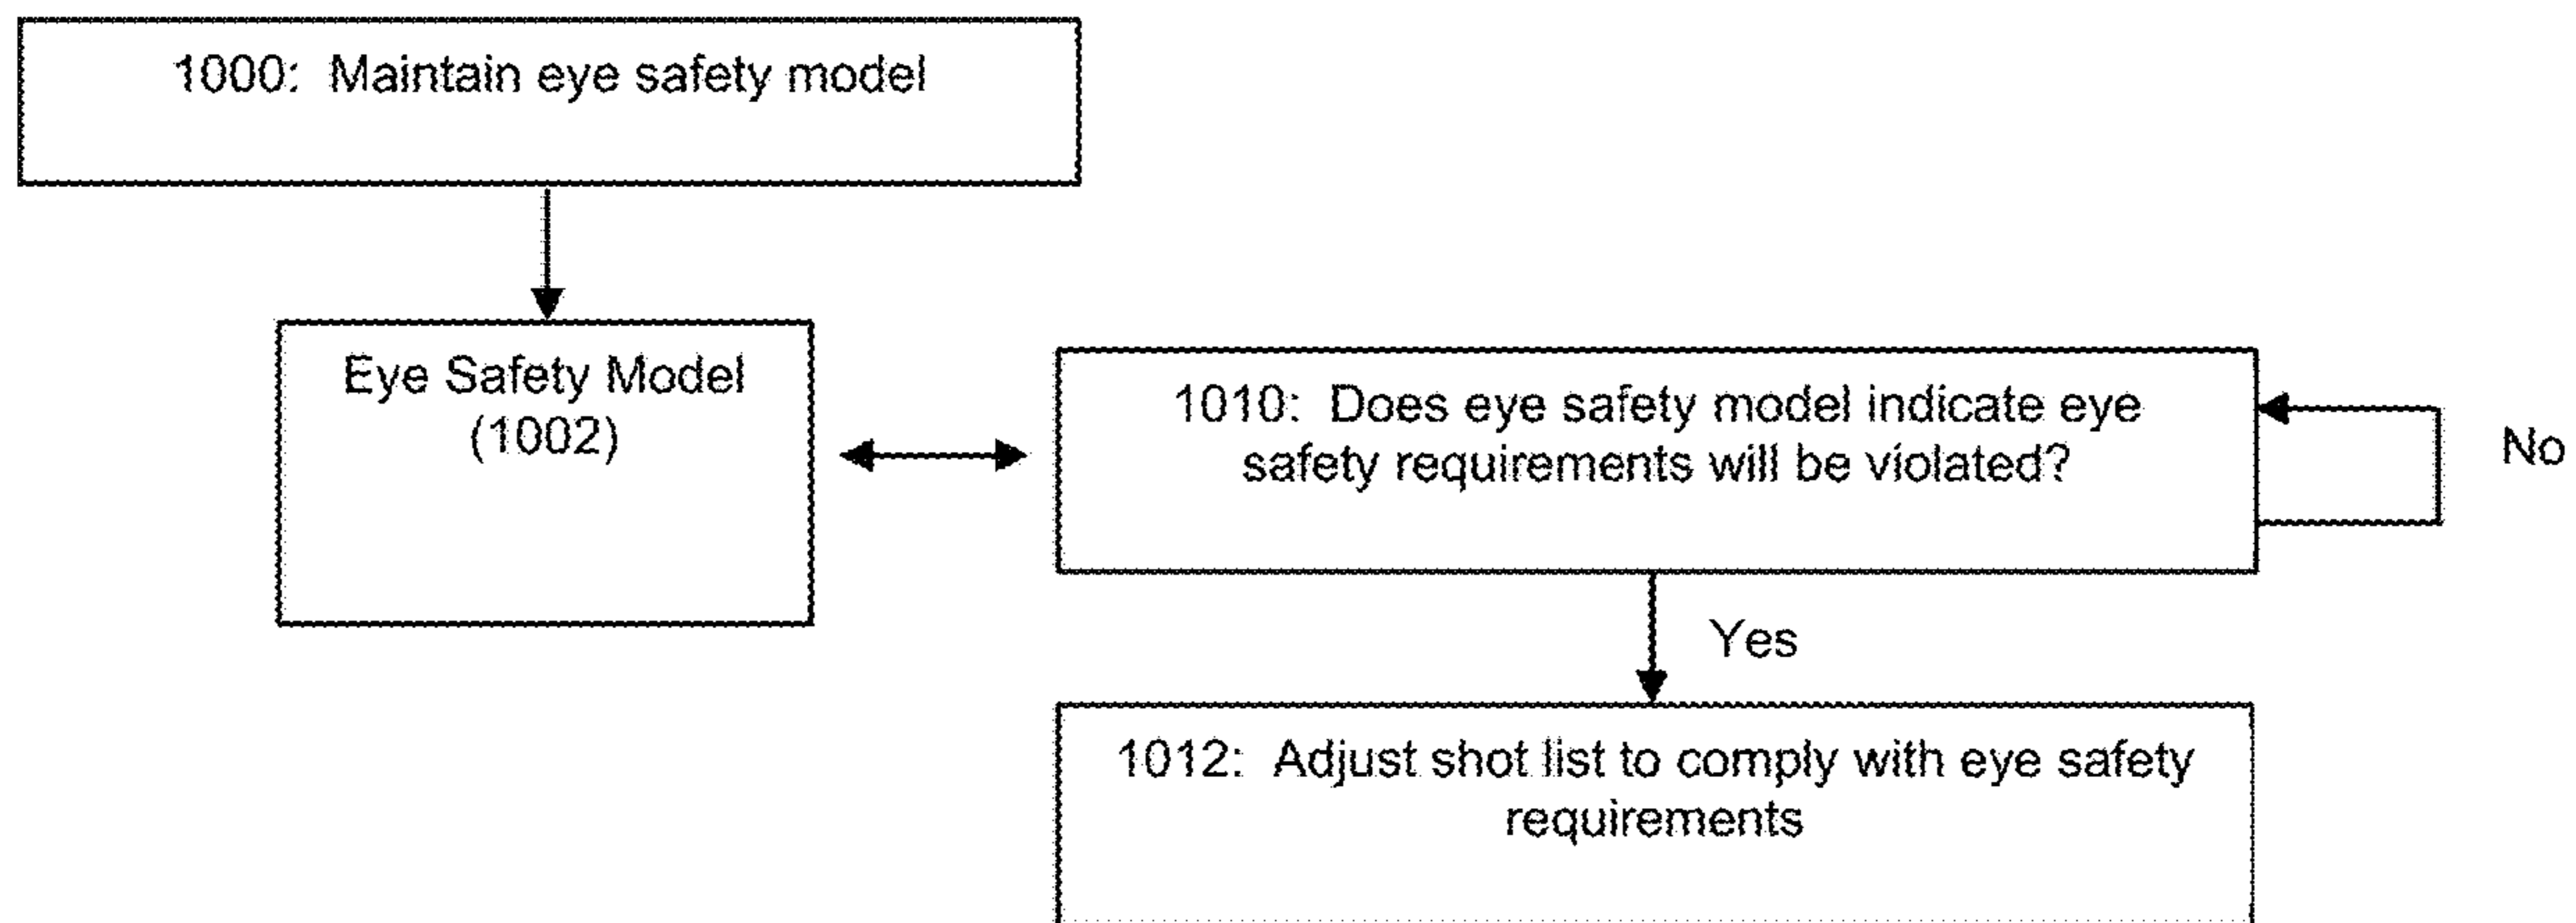 1000: Maintain eye safety model
Eye Safety Model
(1002)
1010: Does eye safety model indicate eye
safety requirements will be violated?
No
Yes
1012: Adjust shot list to comply with eye safety
requirements